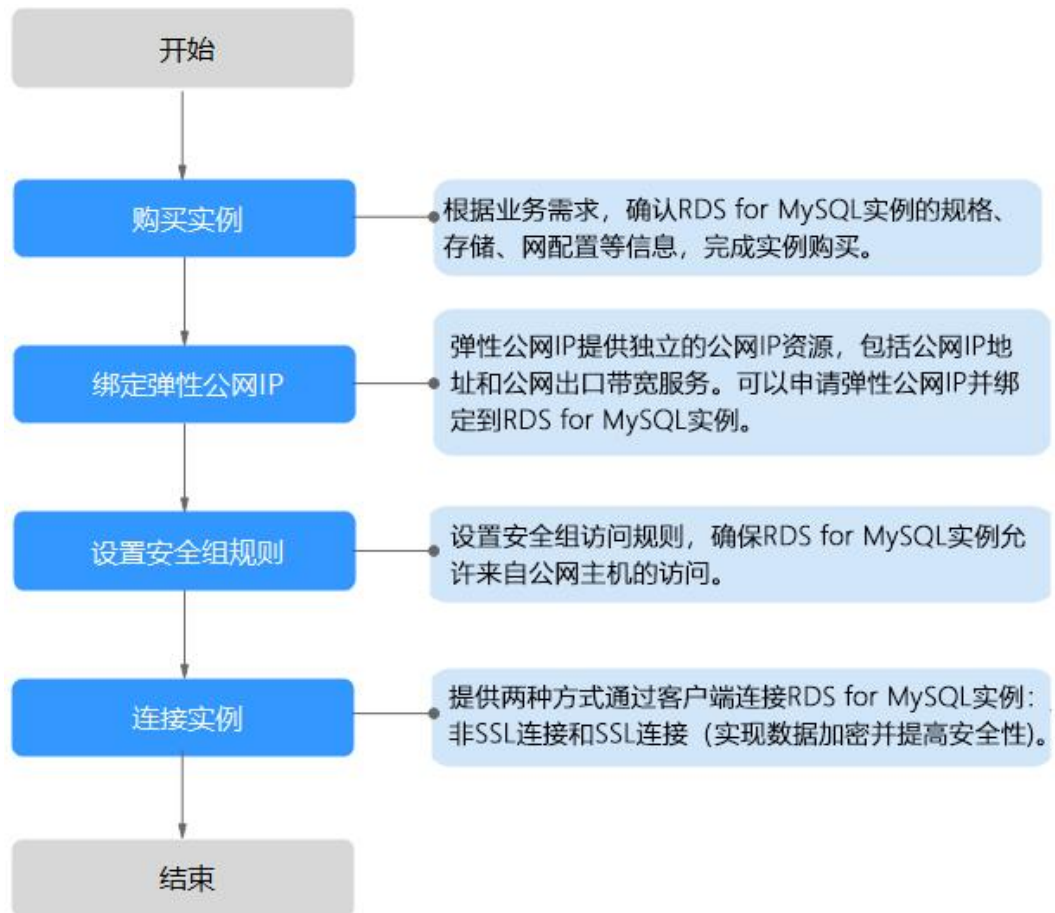 开始
购买实例
根据业务需求，确认RDS for MySQL实例的规格、
存储、网配置等信息，完成实例购买。
绑定弹性公网IP
弹性公网IP提供独立的公网IP资源，包括公网IP地
址和公网出口带宽服务。可以申请弹性公网IP并绑
定到RDS for MySQL实例。
设置安全组规则
设置安全组访问规则，确保RDS for MySQL实例允
许来自公网主机的访问。
连接实例
提供两种方式通过客户端连接RDS for MySQL实例：
非SSL连接和SSL连接（实现数据加密并提高安全性)。
结束